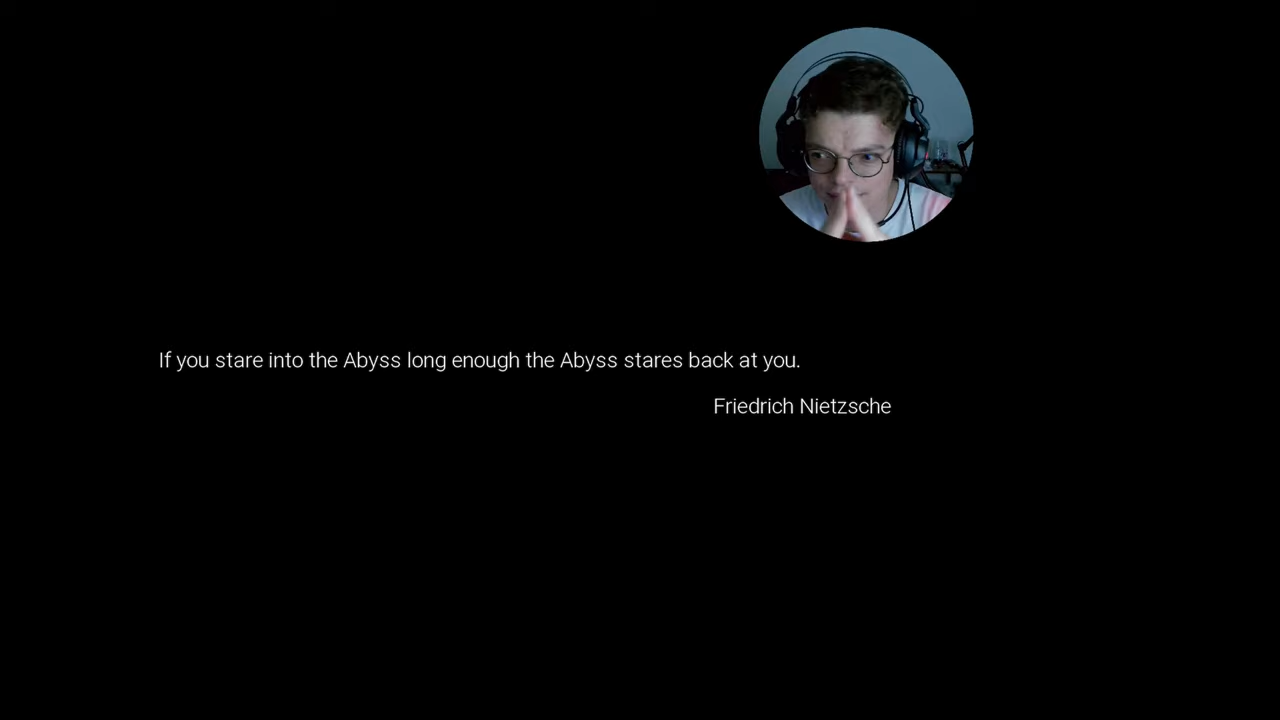 If you stare into the Abyss long enough the Abyss stares back at you.
Friedrich Nietzsche